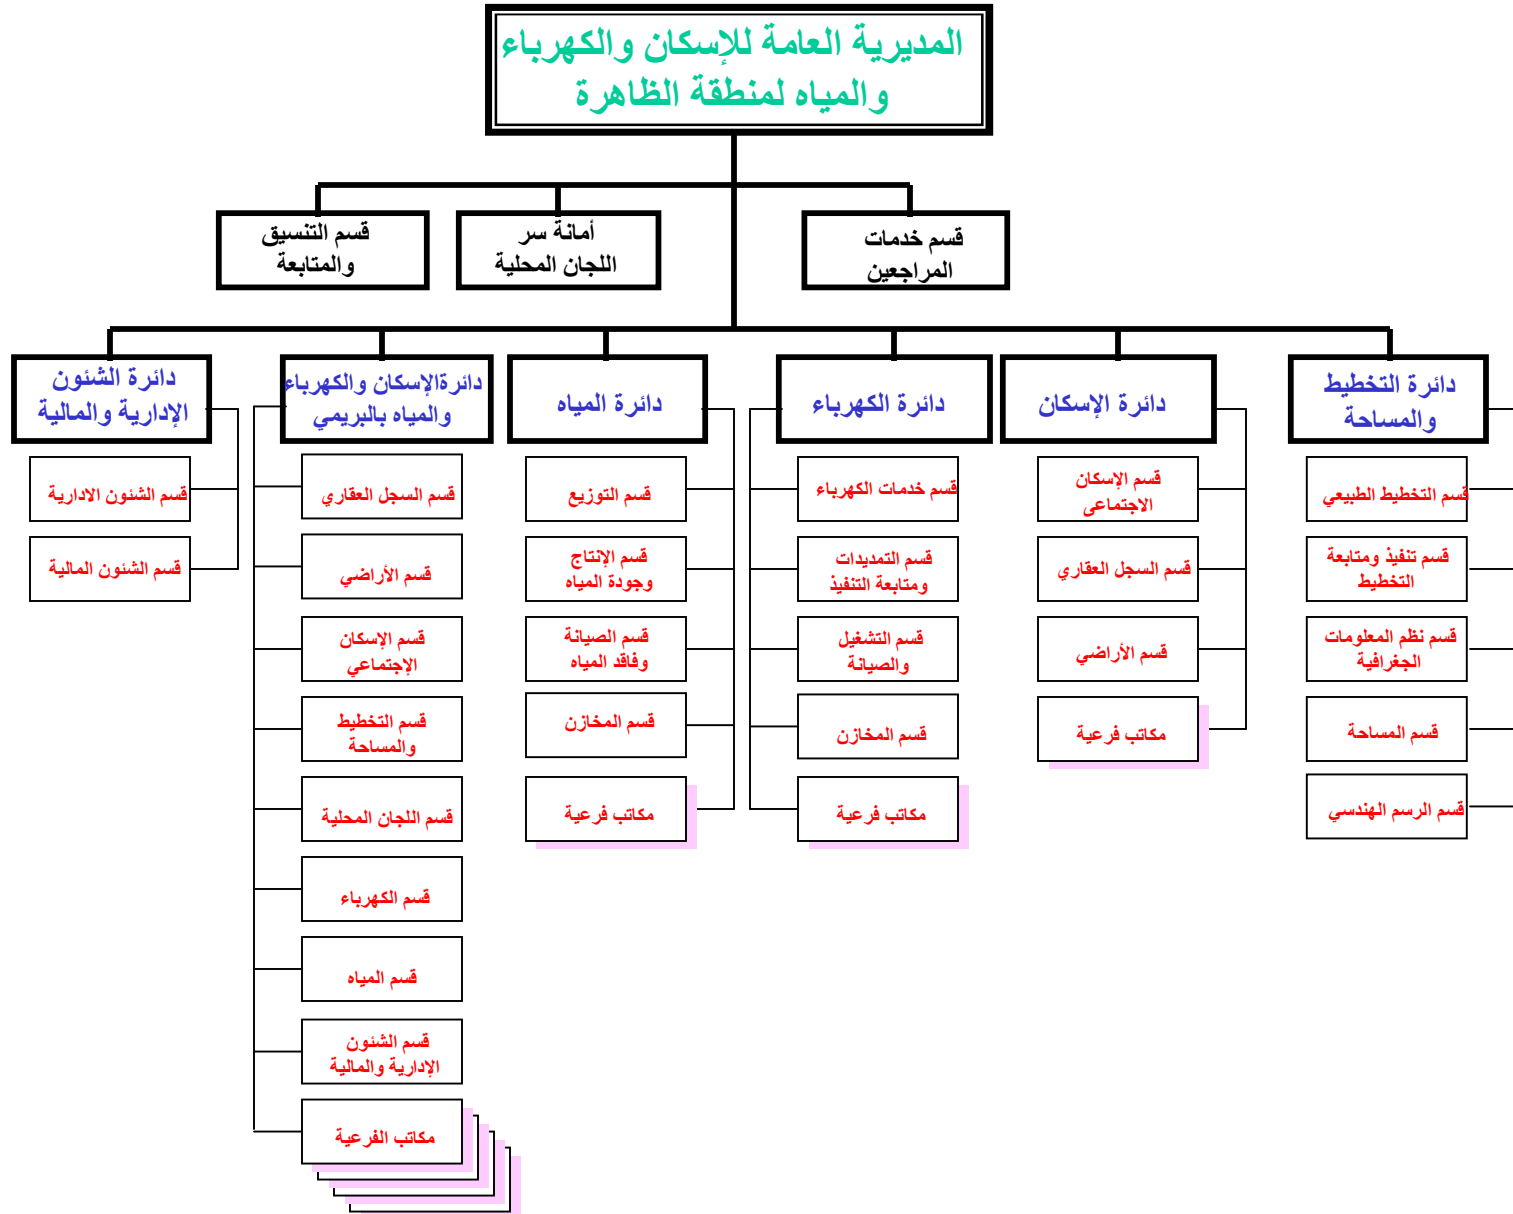 المديرية العامة للإسكان والكهرباء
والمياه لمنطقة الظاهرة
قسم خدمات
المراجعين
أمانة سر
اللجان المحلية
قسم التنسيق
والمتابعة
دائرة التخطيط
والمساحة
قسم التخطيط الطبيعي
قسم تنفيذ ومتابعة
التخطيط
قسم نظم المعلومات
الجغرافية
قسم المساحة
قسم الرسم الهندسي
دائرة الإسكان
قسم الإسكان
الاجتماعى
قسم السجل العقاري
قسم الأراضي
مكاتب فرعية
دائرة الكهرباء
قسم خدمات الكهرباء
قسم التمديدات
ومتابعة التنفيذ
قسم التشغيل
والصيانة
قسم المخازن
مكاتب فرعية
دائرة المياه
قسم التوزيع
قسم الإنتاج
وجودة المياه
قسم الصيانة
وفاقد المياه
قسم المخازن
مكاتب فرعية
دائرةالإسكان والكهرباء
والمياه بالبريمي
قسم السجل العقاري
قسم الأراضي
قسم الإسكان
الإجتماعي
قسم التخطيط
والمساحة
قسم اللجان المحلية
قسم الكهرباء
قسم المياه
قسم الشئون
الإدارية والمالية
مكاتب الفرعية
دائرة الشئون
الإدارية والمالية
قسم الشئون الادارية
قسم الشئون المالية